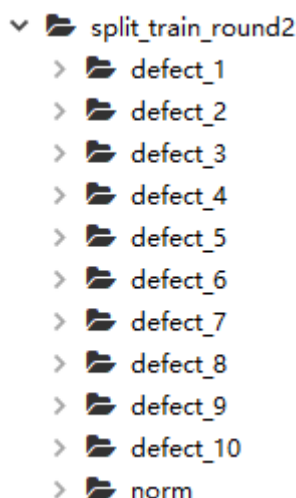 split_train_round2
defect_1
defect_2
defect_3
defect_4
defect_5
defect_6
defect_7
defect_8
defect_9
defect_10
norm